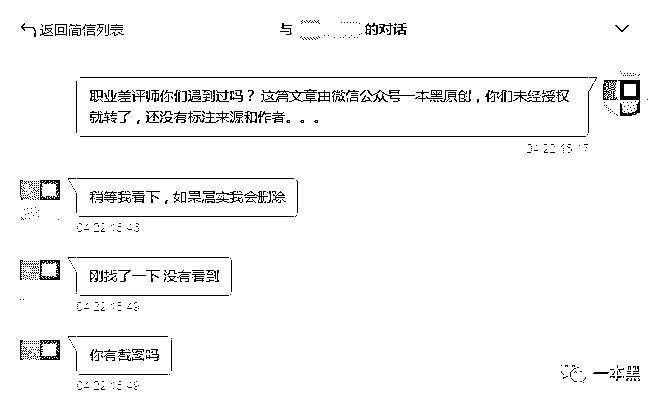 返回简信列表
与 的对话
职业差评师你们遇到过吗？这篇文章由微信公众号一本黑原创，你们未经授权
就转了，还没有标注来源和作者。。。
04-22 15:17
稍等我看下，如果属实我会删除
04-22 15:48
刚找了一下 没有看到
04-22 15:49
你有截图吗
04-22 15:49
一本黑